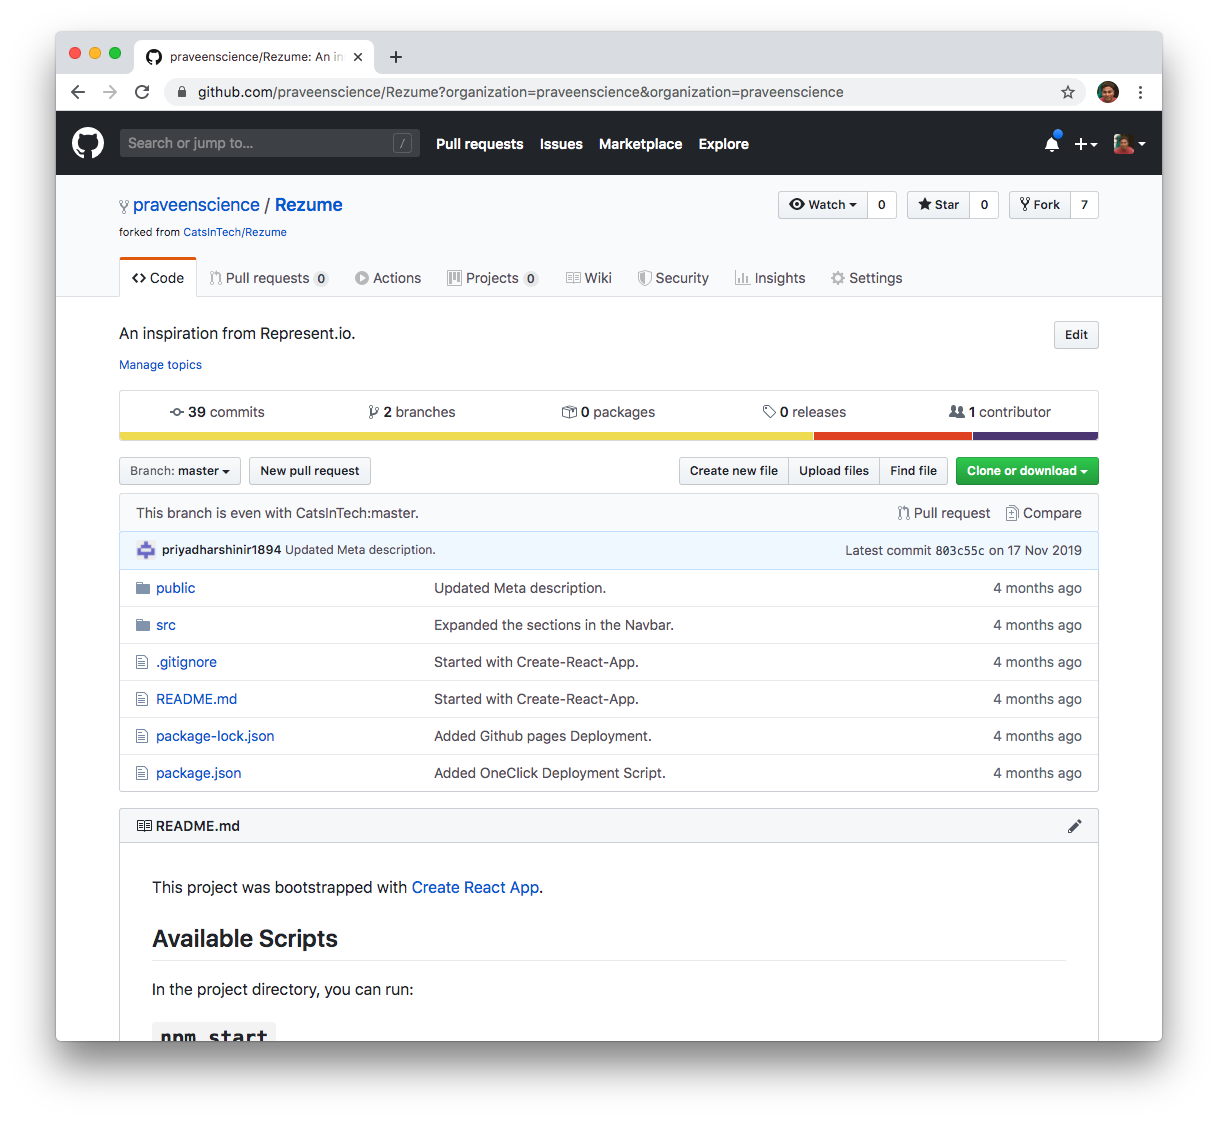 praveenscience/Rezume: An in
github.com/praveenscience/Rezume?organization=praveenscience&organization=praveenscience
Search or jump to... / Pull requests Issues Marketplace Explore
praveenscience / Rezume Watch 0 Star 0 Fork 7
forked from CatsInTech/Rezume
Code Pull requests 0 Actions Projects 0 Wiki Security Insights Settings
An inspiration from Represent.io. Edit
Manage topics
39 commits 2 branches 0 packages 0 releases 1 contributor
Branch: master New pull request Create new file Upload files Find file Clone or download
This branch is even with CatsInTech:master. Pull request Compare
priyadharshinir1894 Updated Meta description. Latest commit 803c55c on 17 Nov 2019
public Updated Meta description. 4 months ago
src Expanded the sections in the Navbar. 4 months ago
.gitignore Started with Create-React-App. 4 months ago
README.md Started with Create-React-App. 4 months ago
package-lock.json Added Github pages Deployment. 4 months ago
package.json Added OneClick Deployment Script. 4 months ago
README.md
This project was bootstrapped with Create React App.
Available Scripts
In the project directory, you can run:
npm start